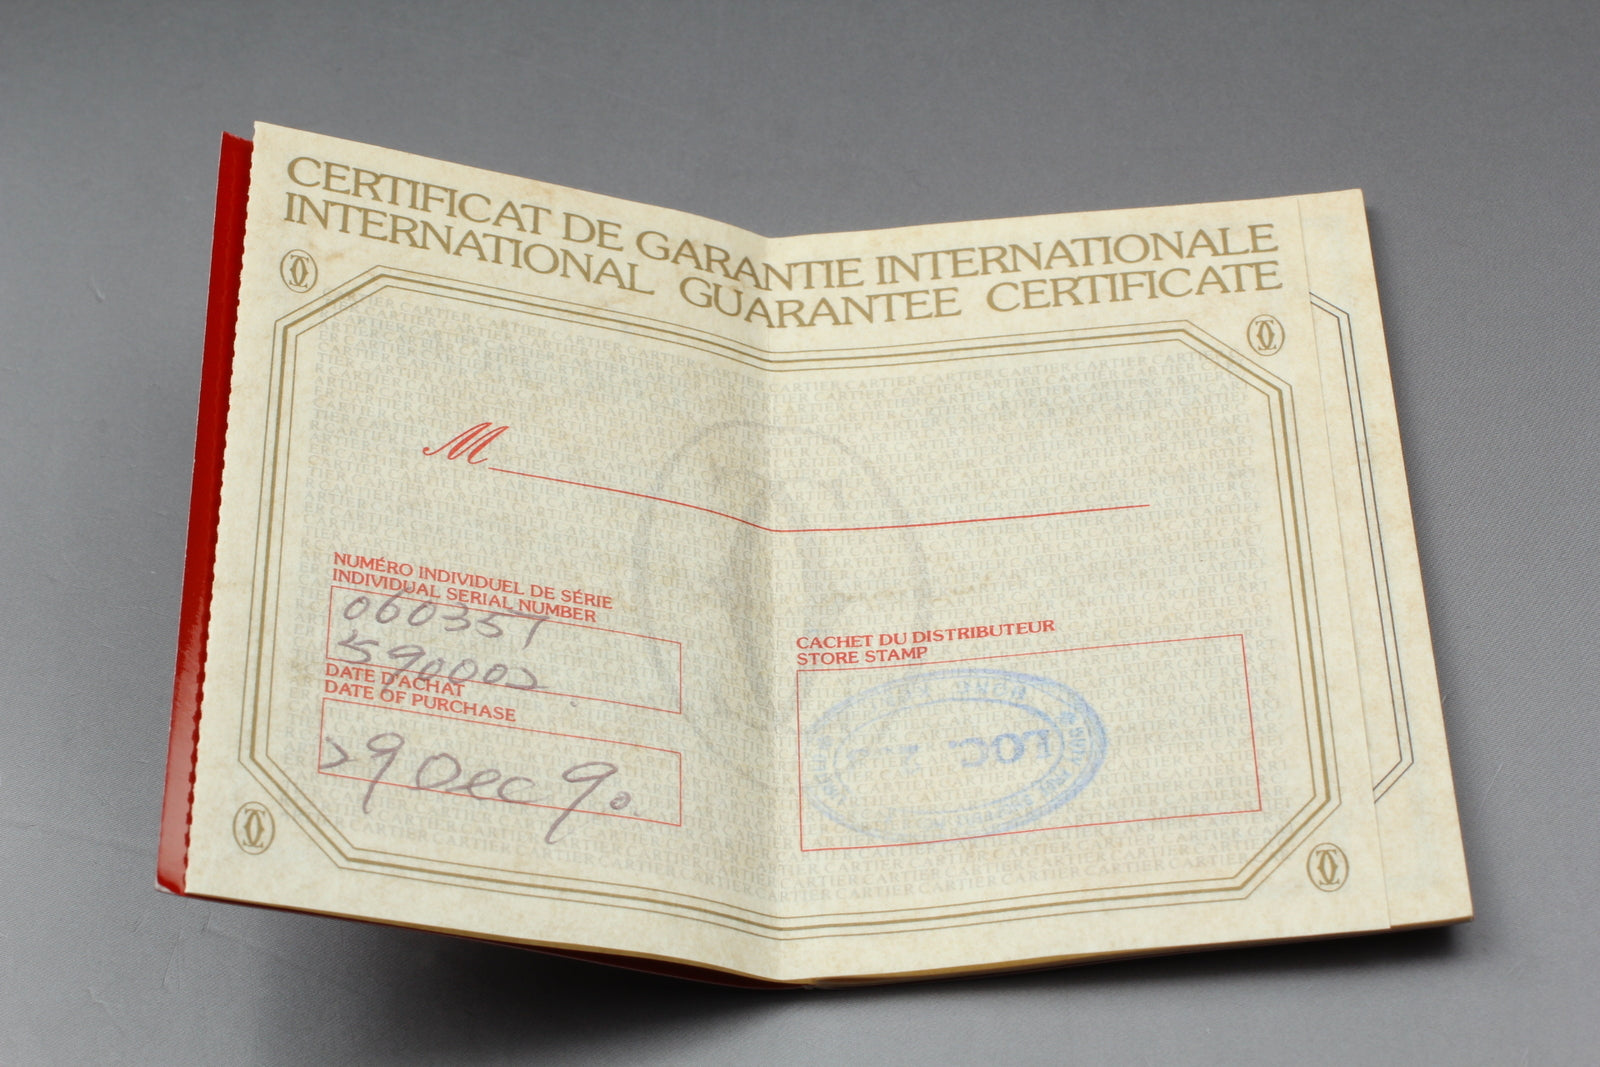 CERTIFICAT DE GARANTIE INTERNATIONALE
INTERNATIONAL GUARANTEE CERTIFICATE
M
NUMÉRO INDIVIDUEL DE SÉRIE
INDIVIDUAL SERIAL NUMBER
060357
590002
DATE D'ACHAT
DATE OF PURCHASE
29 Dec 90.
CACHET DU DISTRIBUTEUR
STORE STAMP